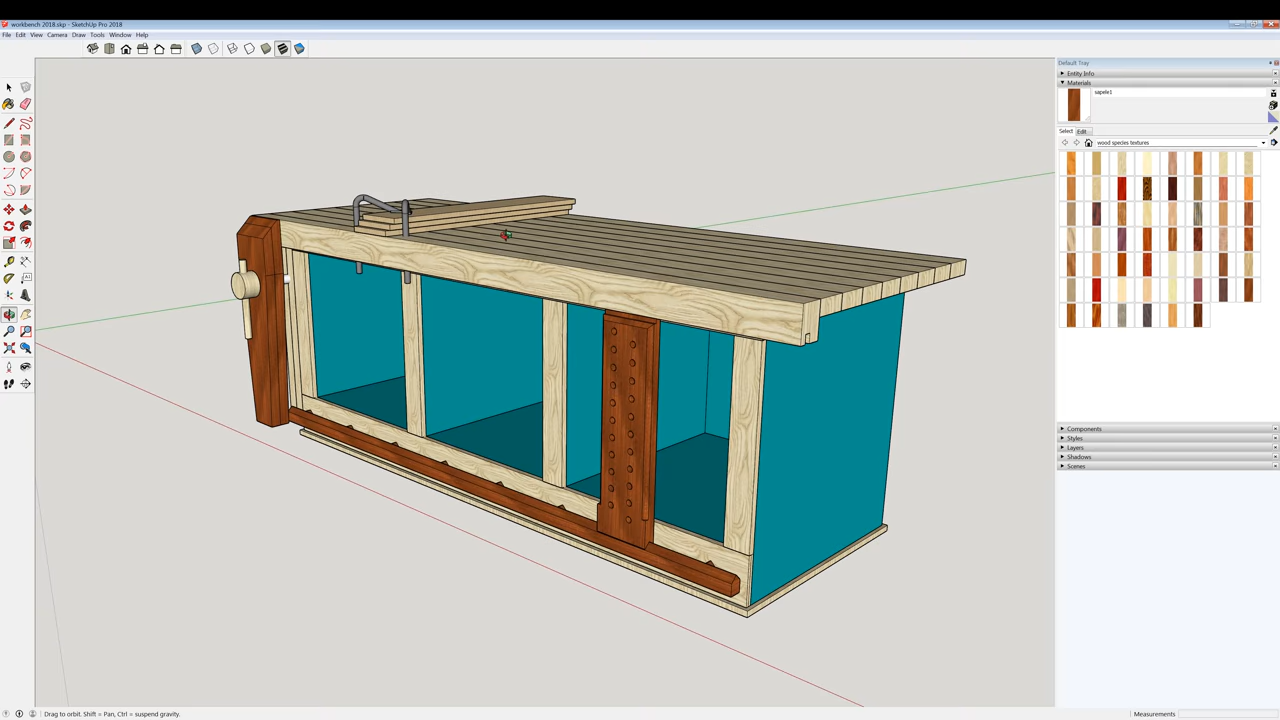 workbench 2018.skp - SketchUp Pro 2018
File Edit View Camera Draw Tools Window Help
Default Tray
Entity Info
Materials
sapele1
Select Edit
wood species textures
Components
Styles
Layers
Shadows
Scenes
Drag to orbit. Shift = Pan, Ctrl = suspend gravity.
Measurements